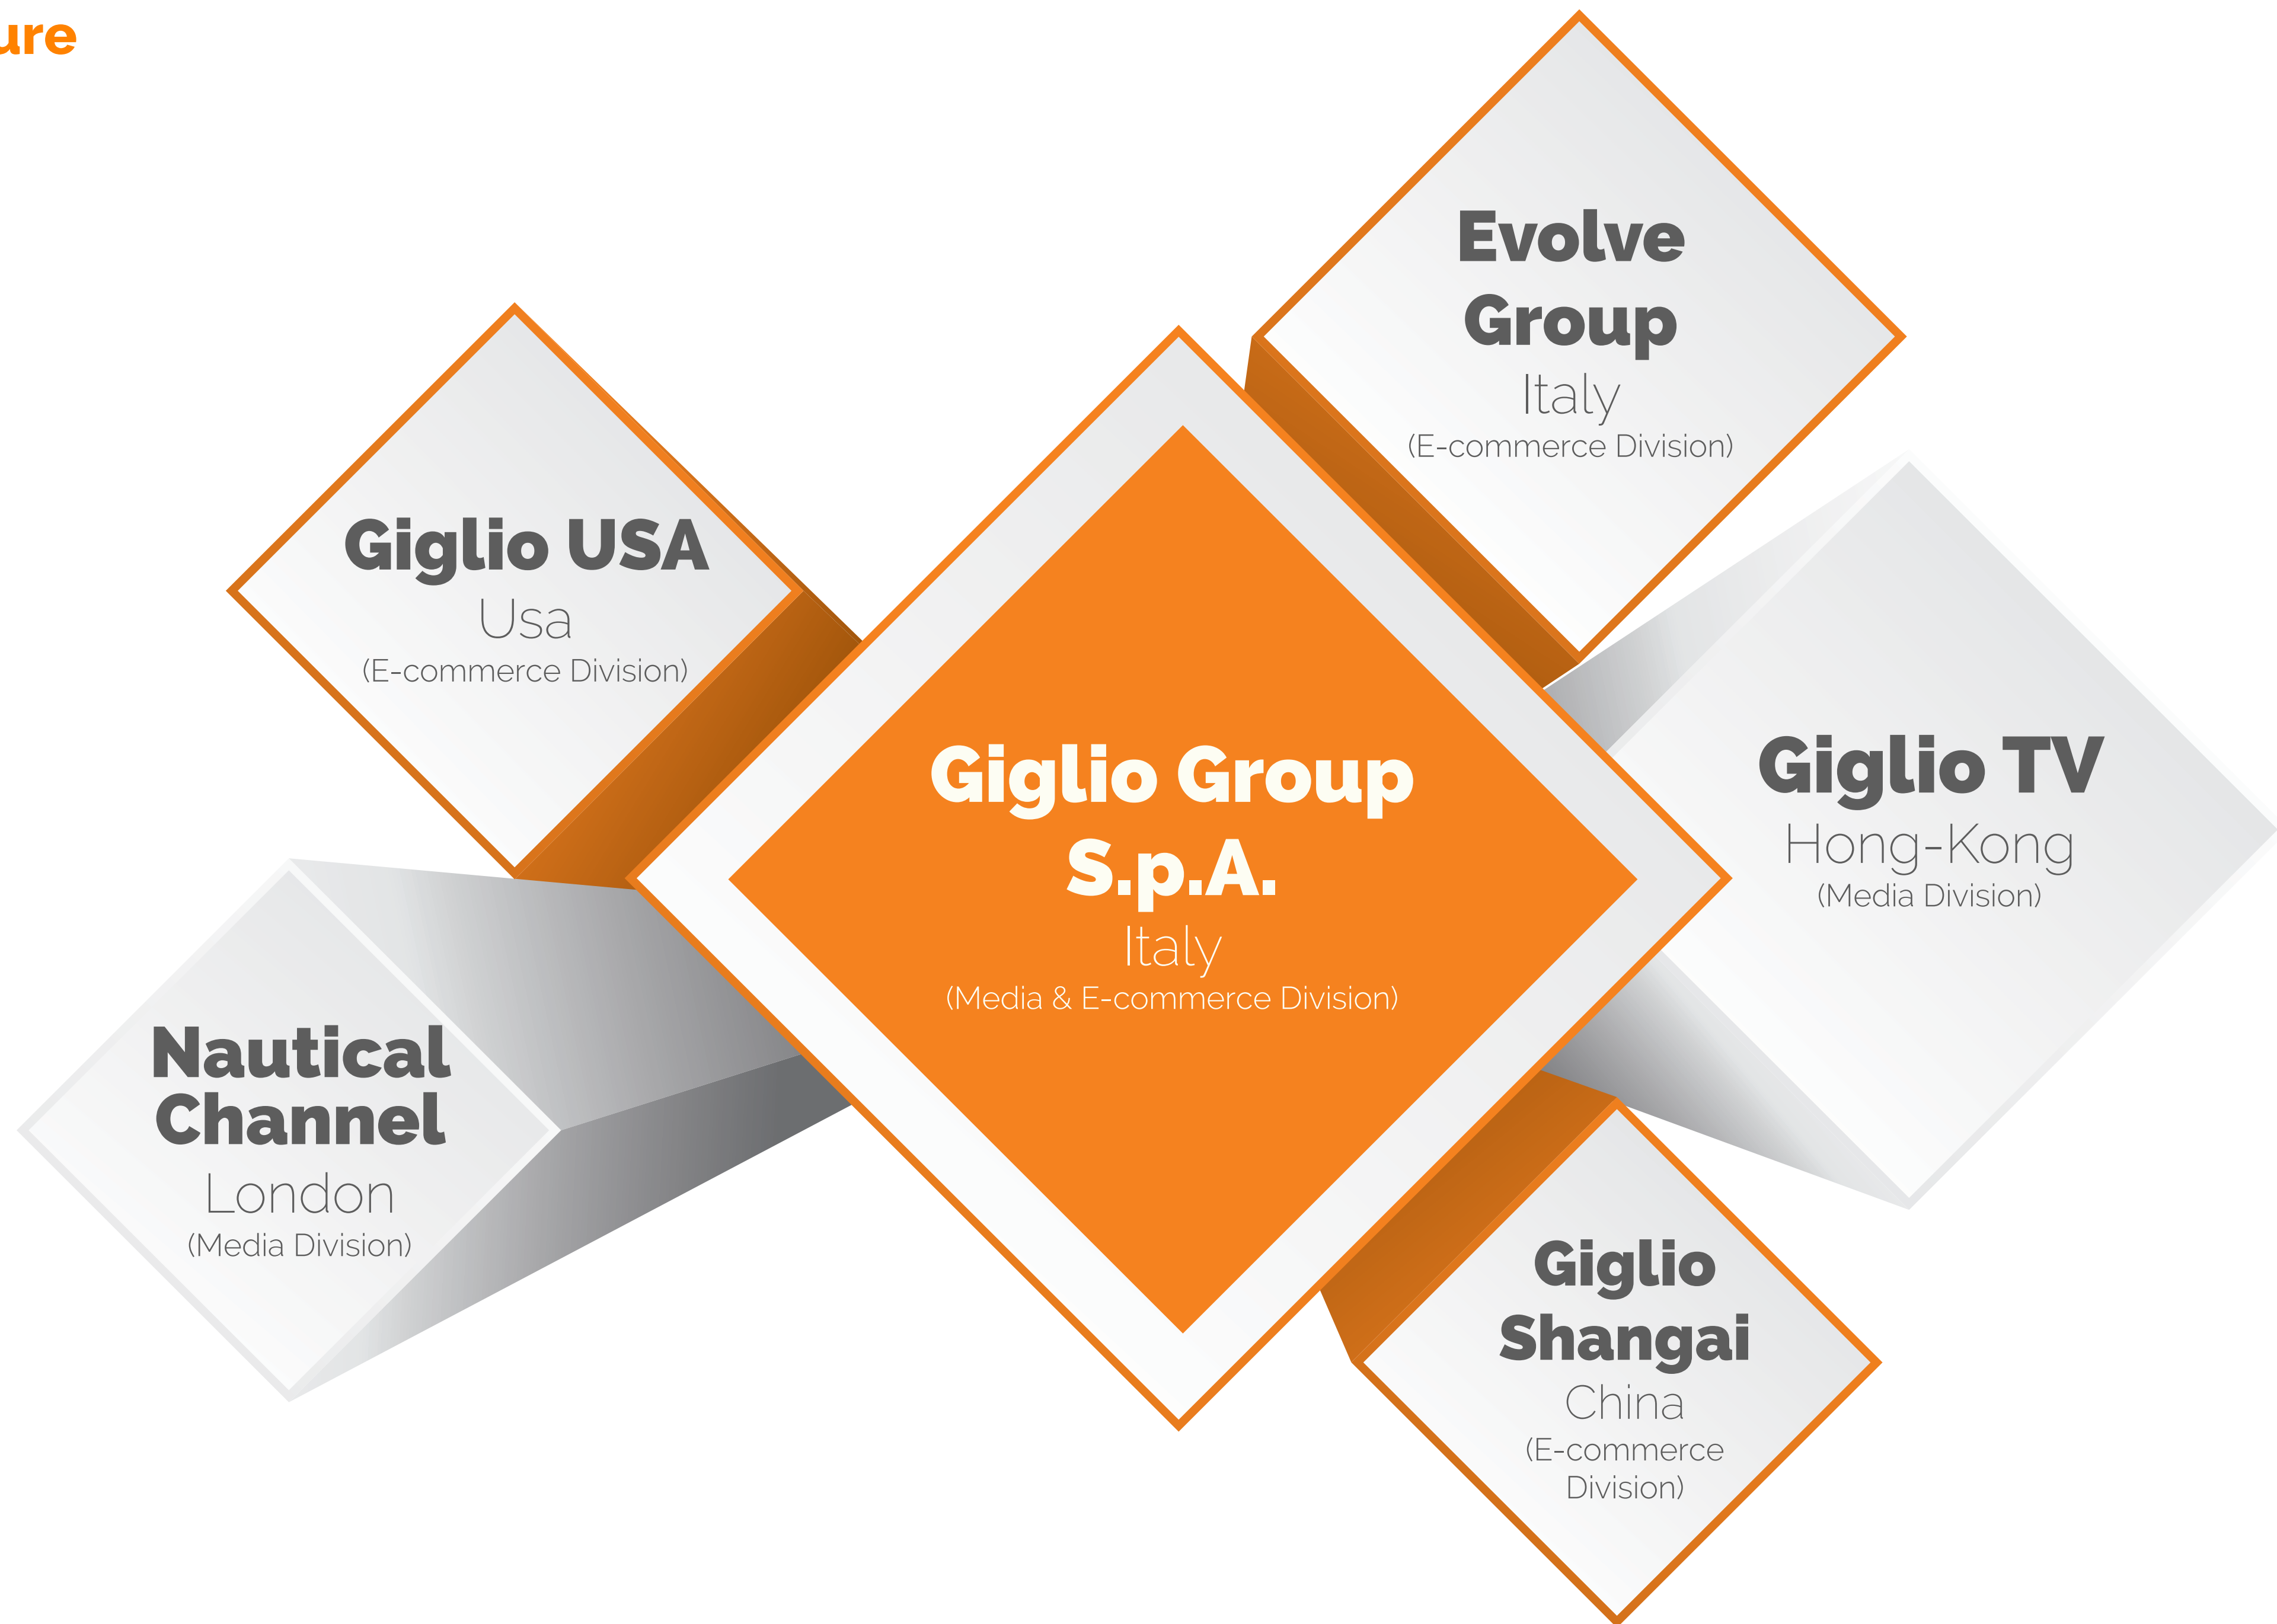 ure
Evolve
Group
Italy
(E-commerce Division)
Giglio USA
Usa
(E-commerce Division)
Giglio Group
S.p.A.
Italy
(Media & E-commerce Division)
Giglio TV
Hong-Kong
(Media Division)
Nautical
Channel
London
(Media Division)
Giglio
Shangai
China
(E-commerce
Division)